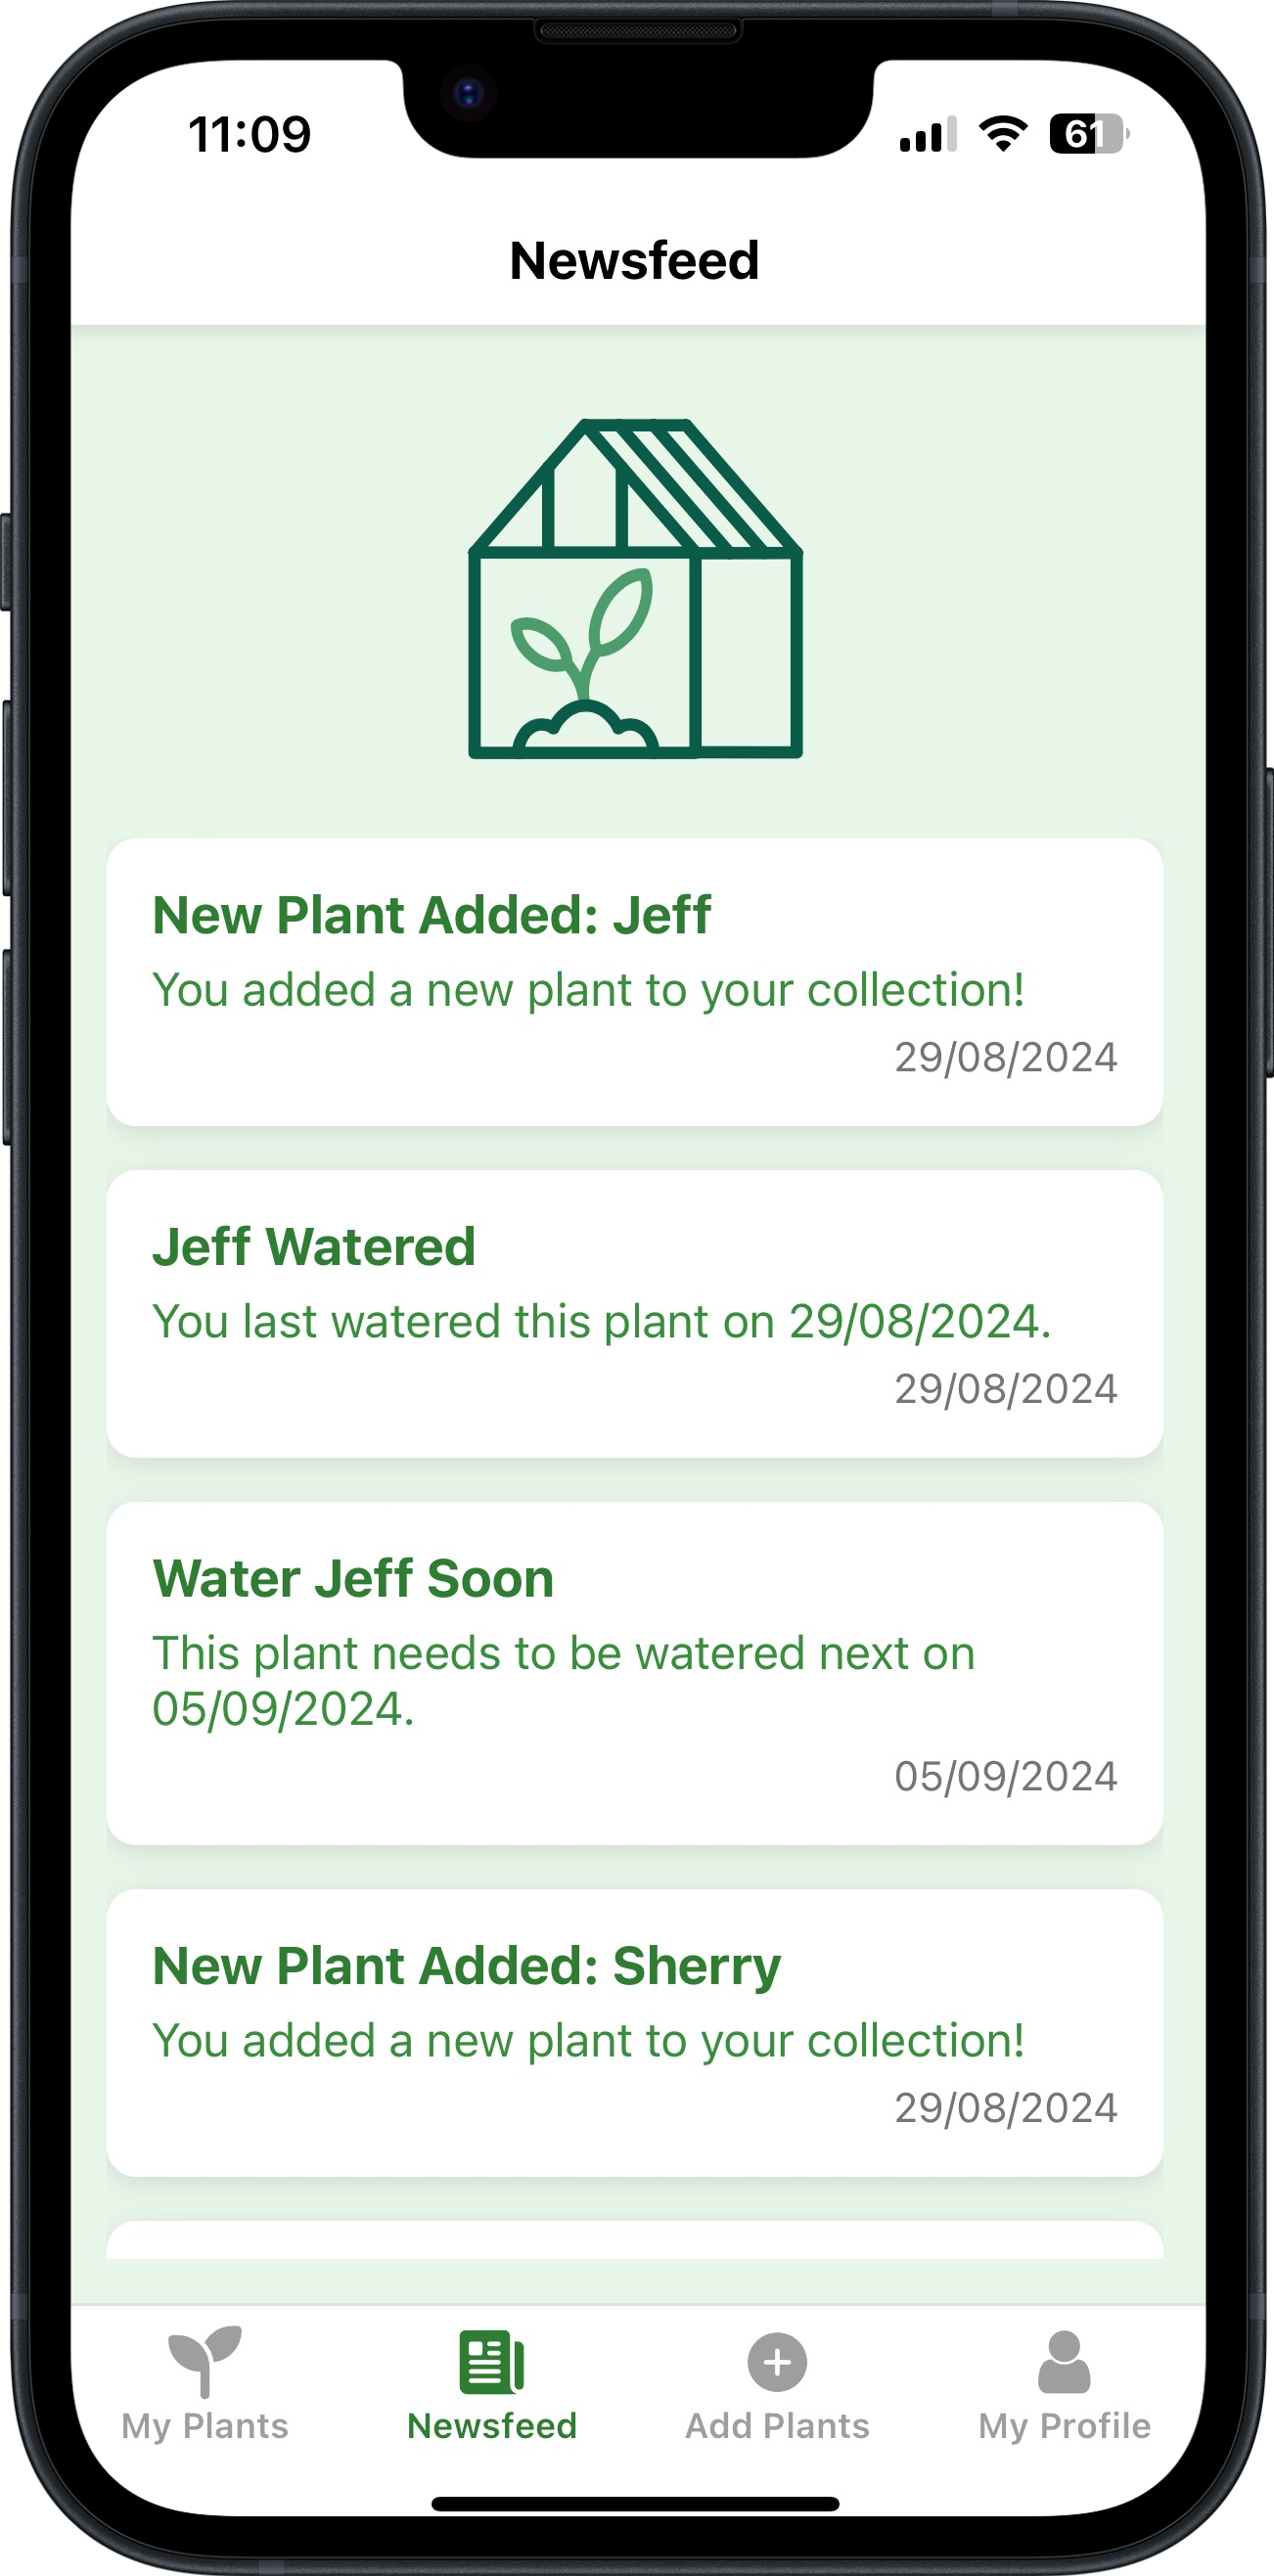 11:09
61
Newsfeed
New Plant Added: Jeff
You added a new plant to your collection!
29/08/2024
Jeff Watered
You last watered this plant on 29/08/2024.
29/08/2024
Water Jeff Soon
This plant needs to be watered next on
05/09/2024.
05/09/2024
New Plant Added: Sherry
You added a new plant to your collection!
29/08/2024
My Plants
Newsfeed
Add Plants
My Profile